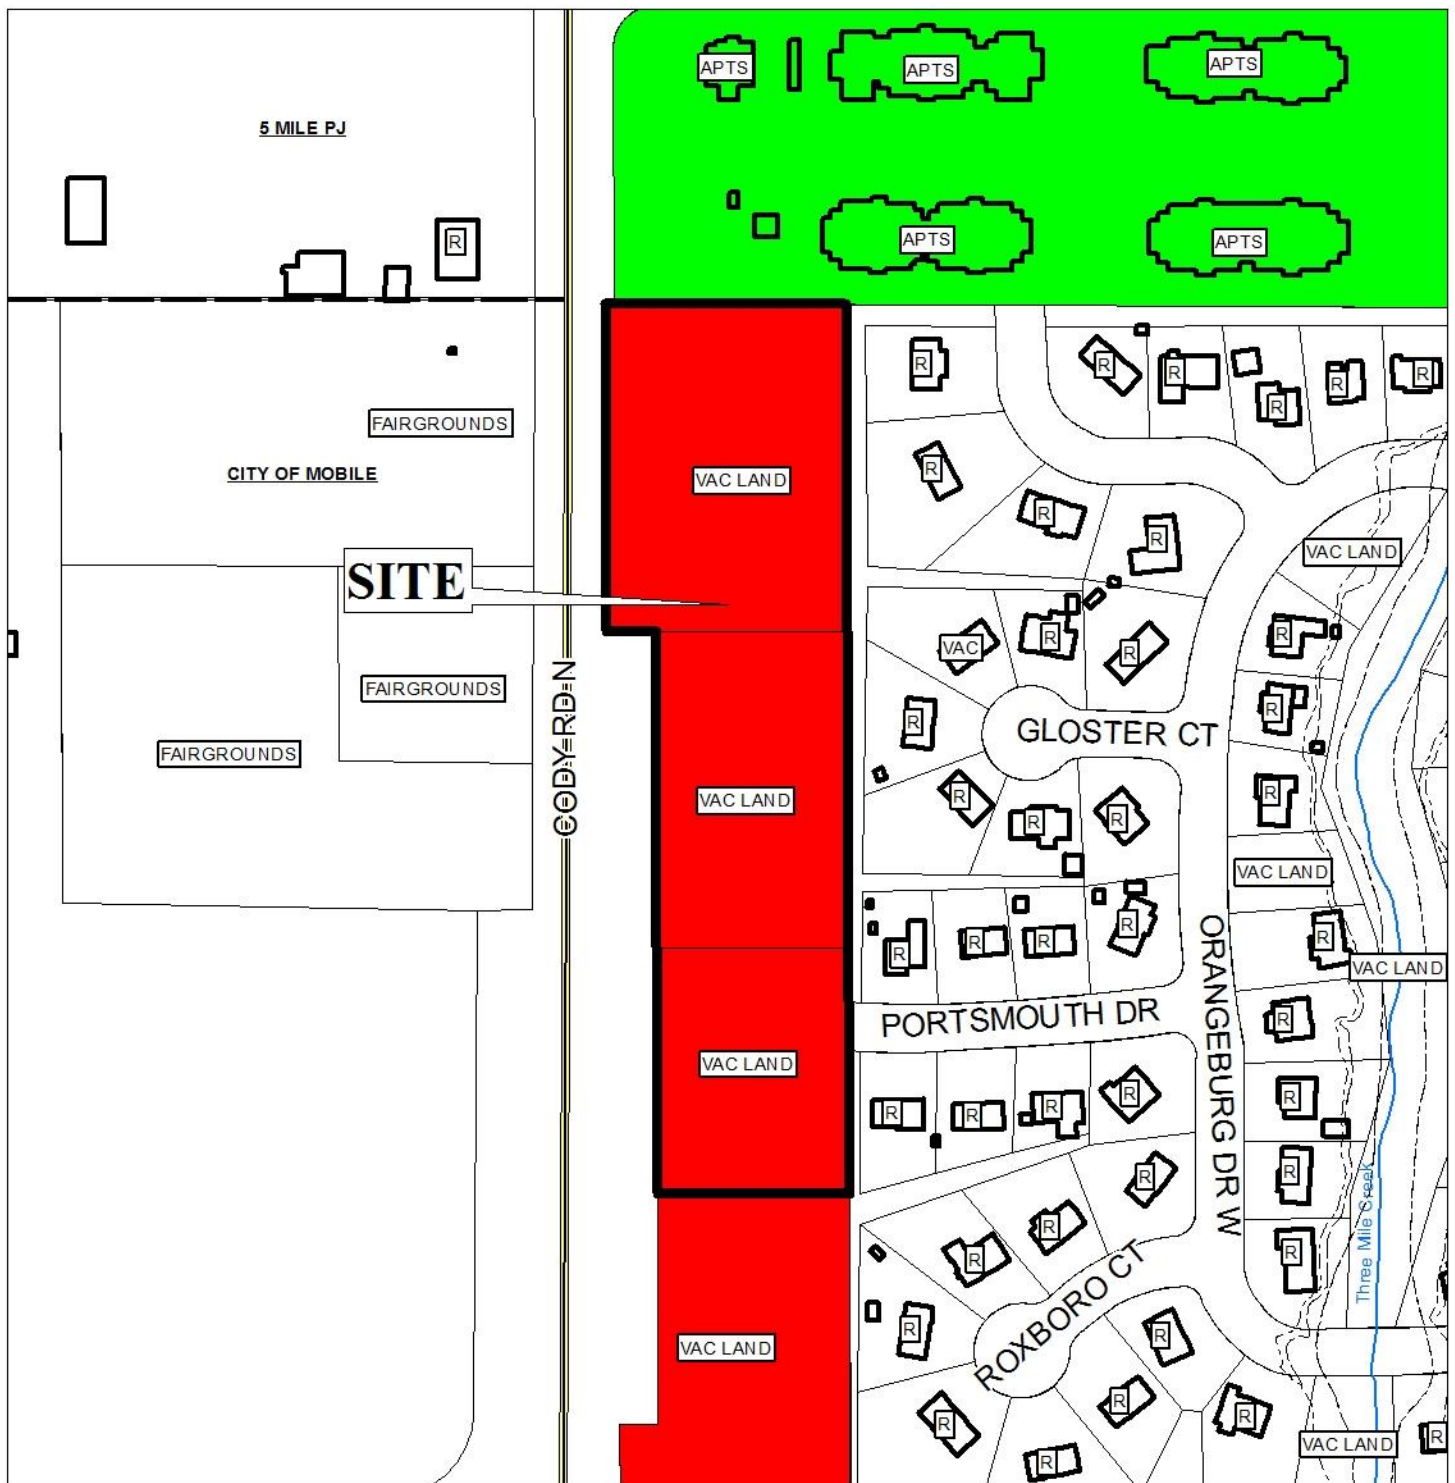 APTS
APTS
APTS
5 MILE PJ
R
APTS
APTS
R
R
R
R
R
R
FAIRGROUNDS
CITY OF MOBILE
VAC LAND
R
R
R
VAC LAND
SITE
VAC
R
R
R
FAIRGROUNDS
FAIRGROUNDS
CODY RD N
R
GLOSTER CT
R
VAC LAND
R
R
R
R
VAC LAND
R
R
R
R
R
VAC LAND
PORTSMOUTH DR
ORANGEBURG DR W
R
VAC LAND
R
R
R
R
R
R
R
Three Mile Creek
R
R
R
ROXBORO CT
R
R
VAC LAND
R
R
R
R
VAC LAND
R